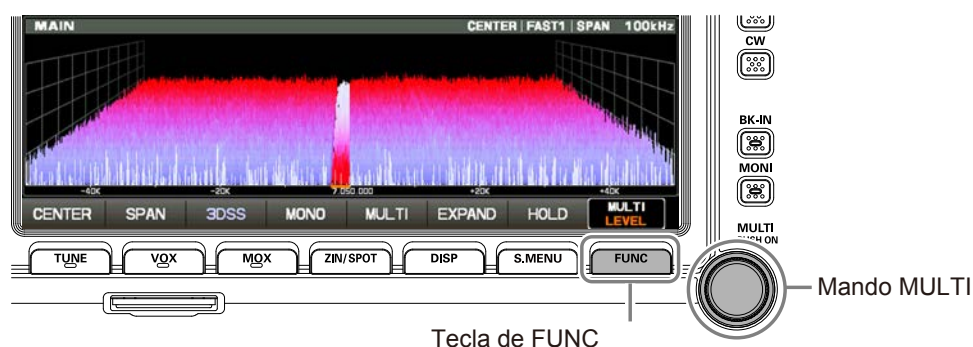 MAIN CENTER FAST1 SPAN 100kHz
CW
BK-IN
MONI
-40K -20K 7 050.000 +20K +40K
CENTER SPAN 3DSS MONO MULTI EXPAND HOLD MULTI LEVEL
MULTI
PUSH ON
TUNE VOX MOX ZIN/SPOT DISP S.MENU FUNC
Mando MULTI
Tecla de FUNC